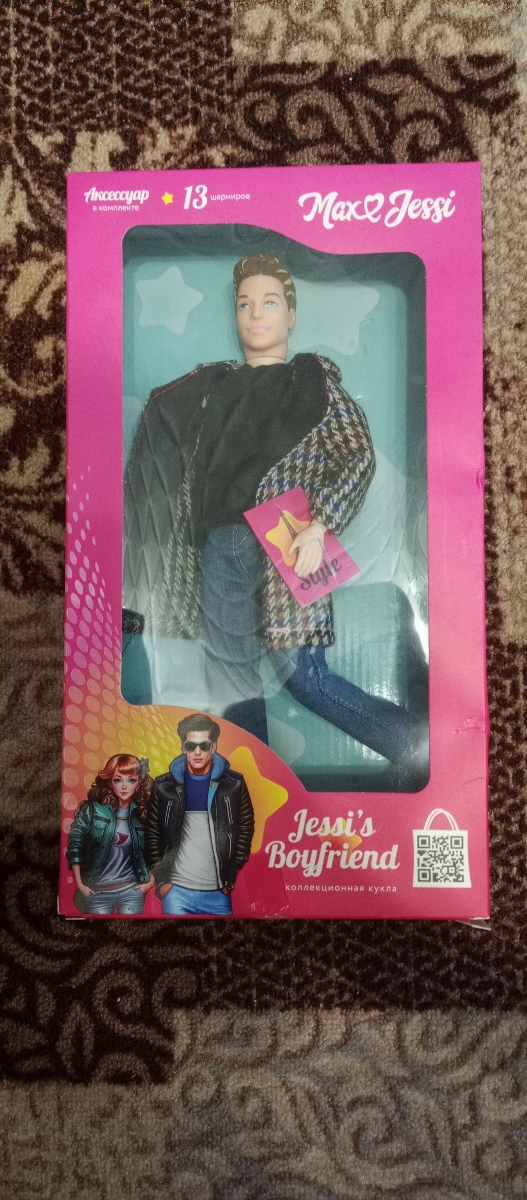 Аксессуар
в комплекте
13 шарниров
Max Jessi
Style
Jessi's
Boyfriend
коллекционная кукла